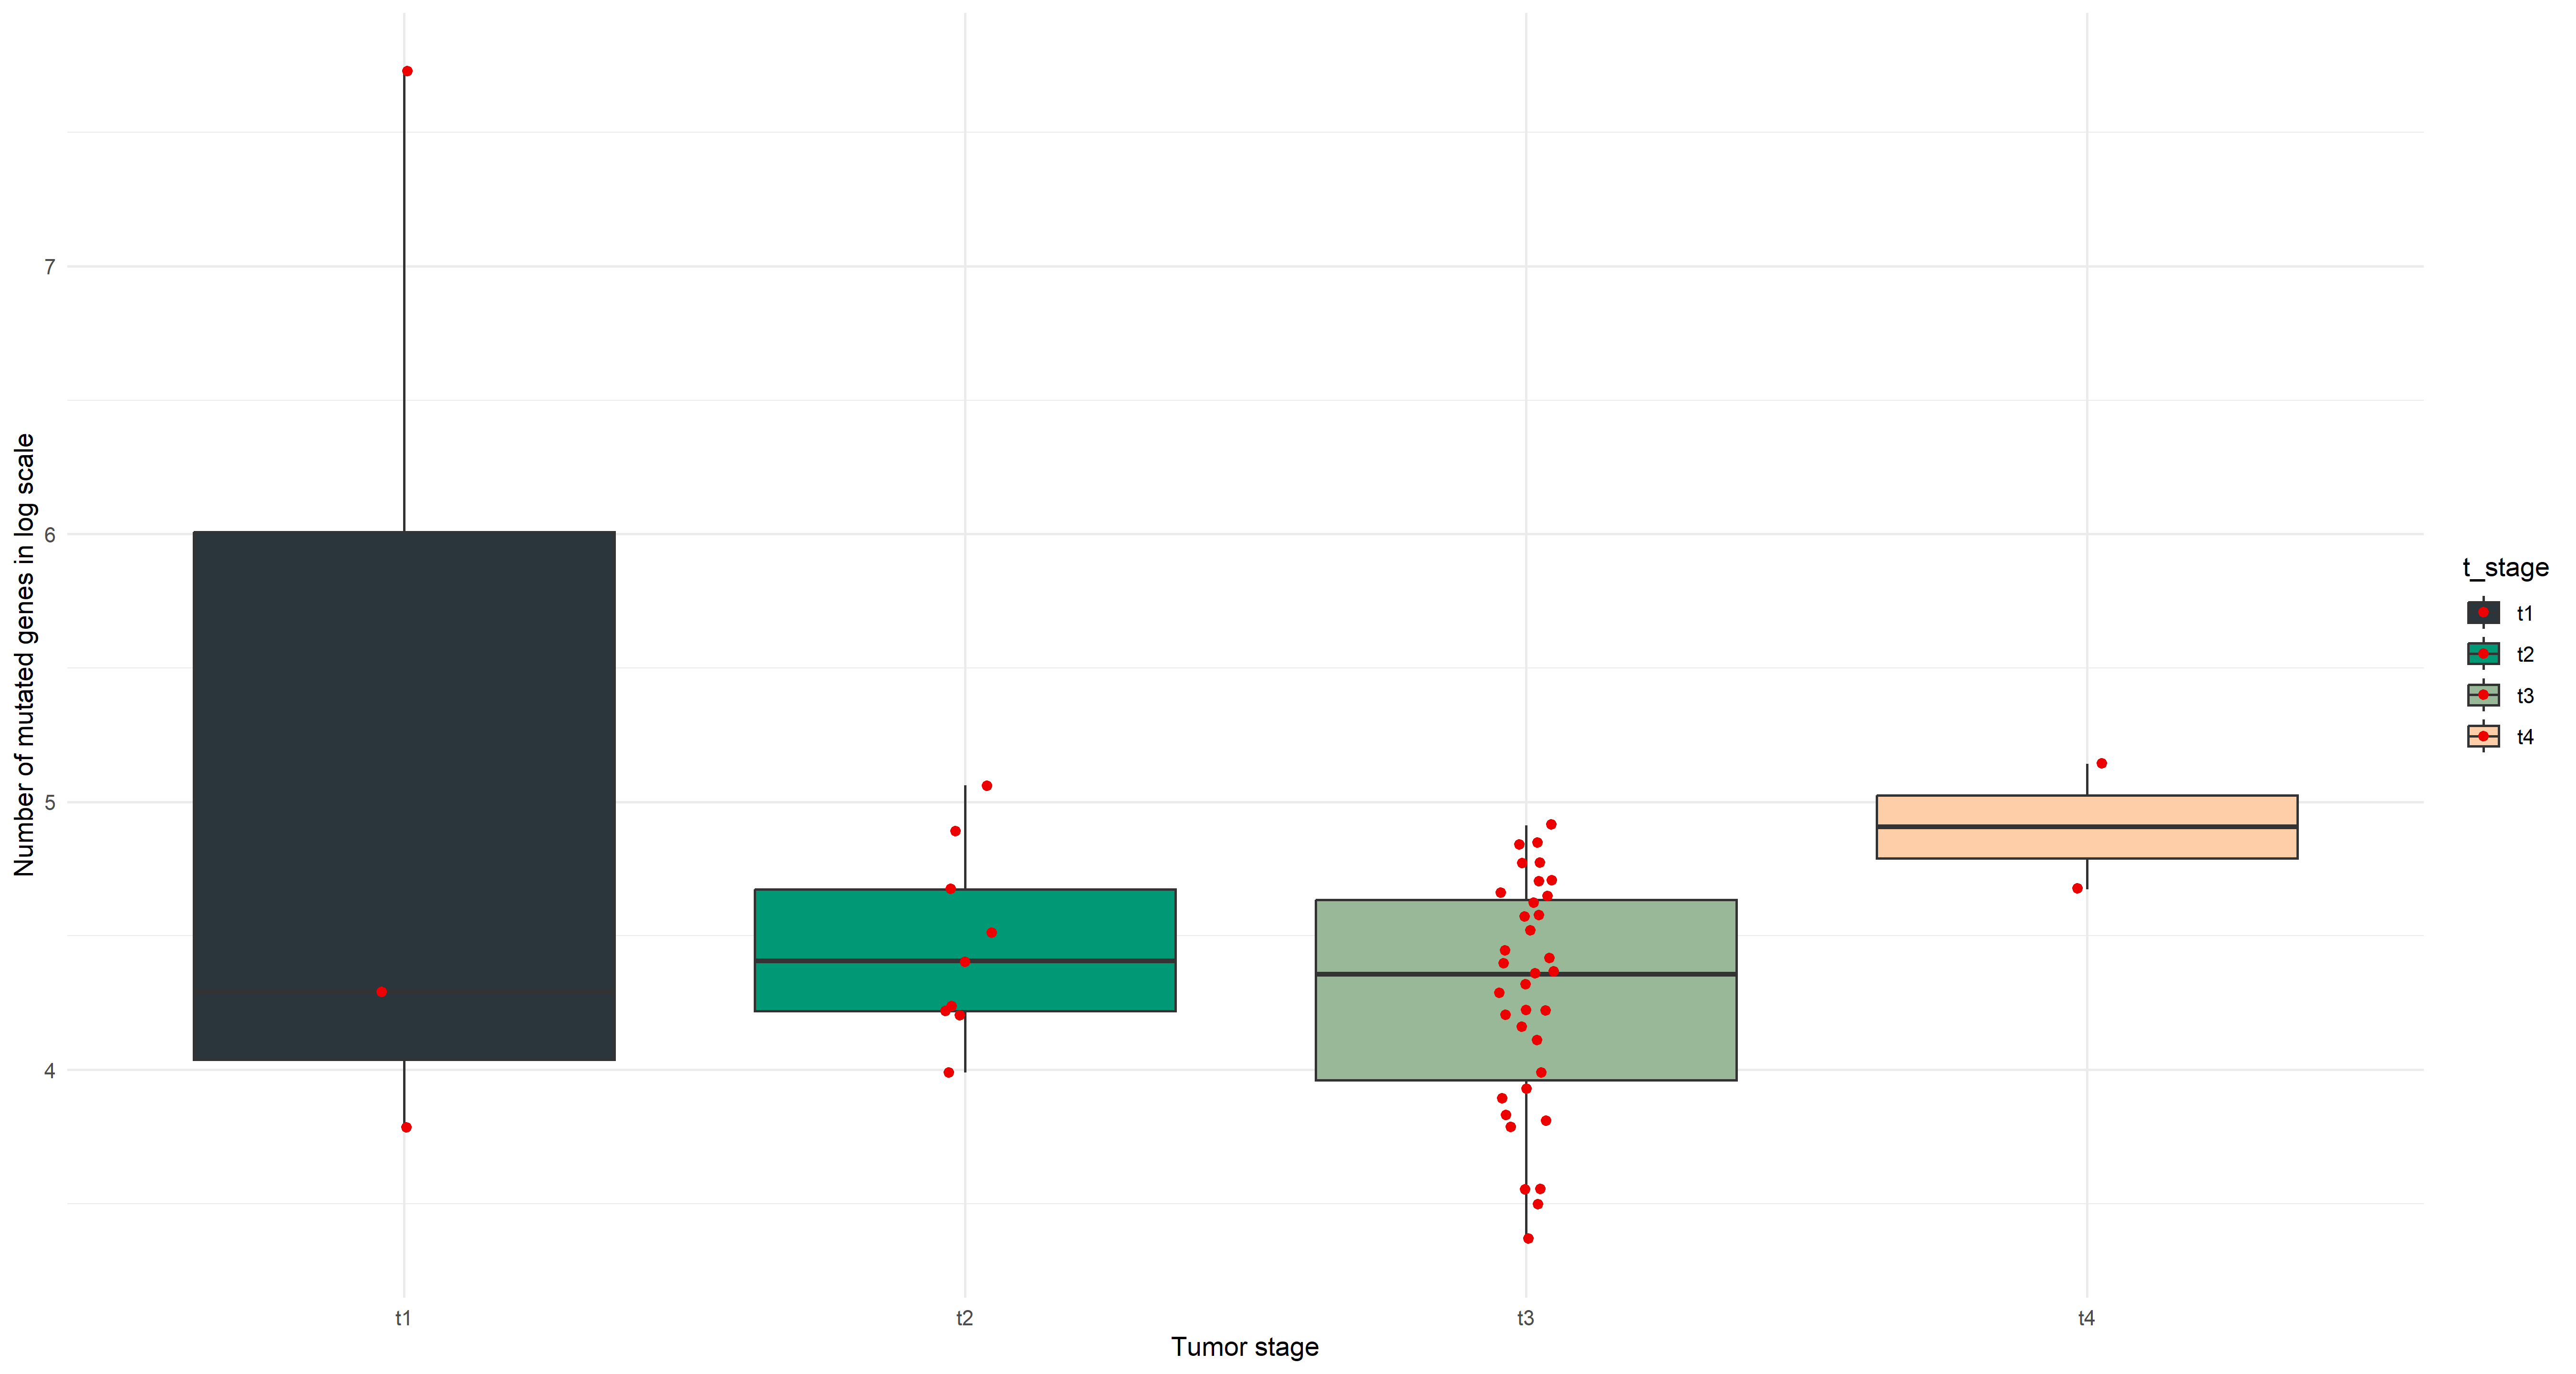 Number of mutated genes in log scale
7
6
5
4
t1
t2
t3
t4
Tumor stage
t_stage
t1
t2
t3
t4